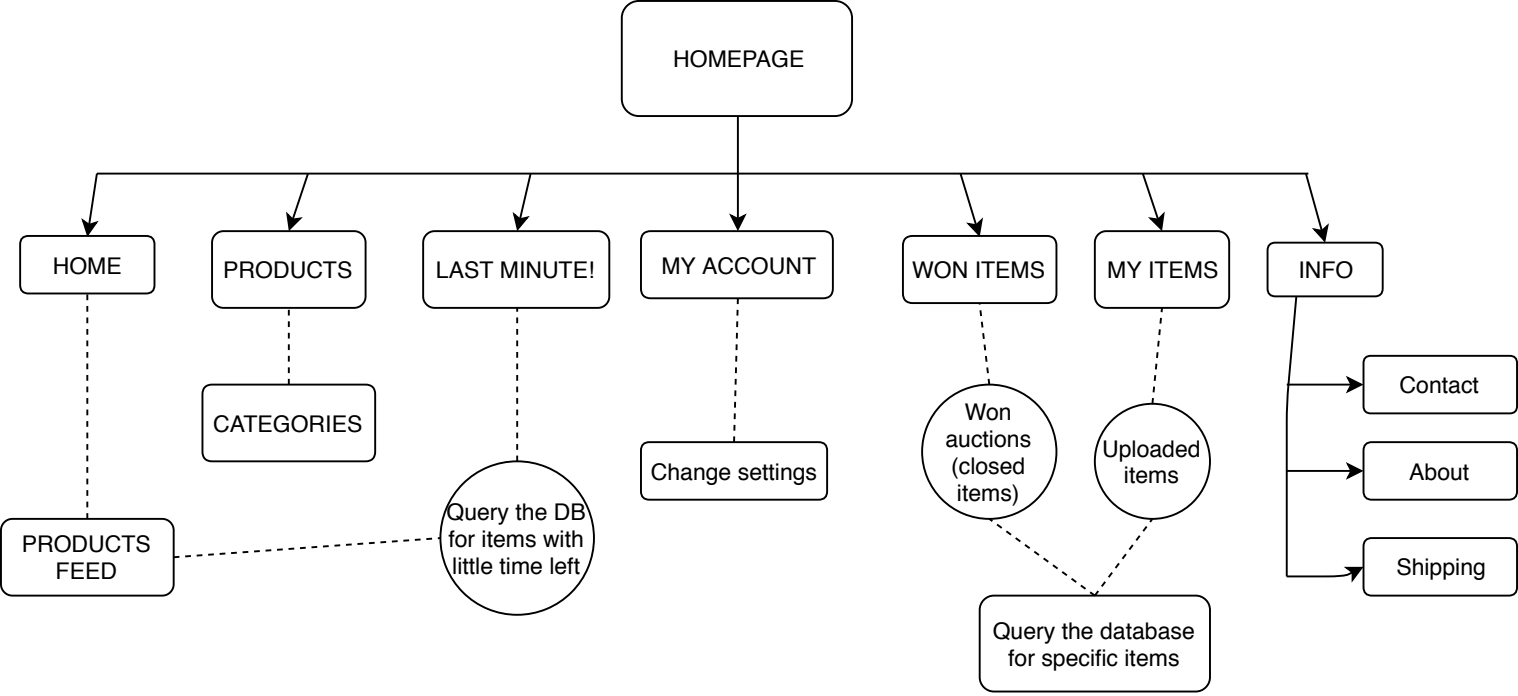 HOMEPAGE
HOME
PRODUCTS
LAST MINUTE!
MY ACCOUNT
WON ITEMS
MY ITEMS
INFO
CATEGORIES
Change settings
Won
auctions
(closed
items)
Uploaded
items
Contact
About
Shipping
PRODUCTS
FEED
Query the DB
for items with
little time left
Query the database
for specific items